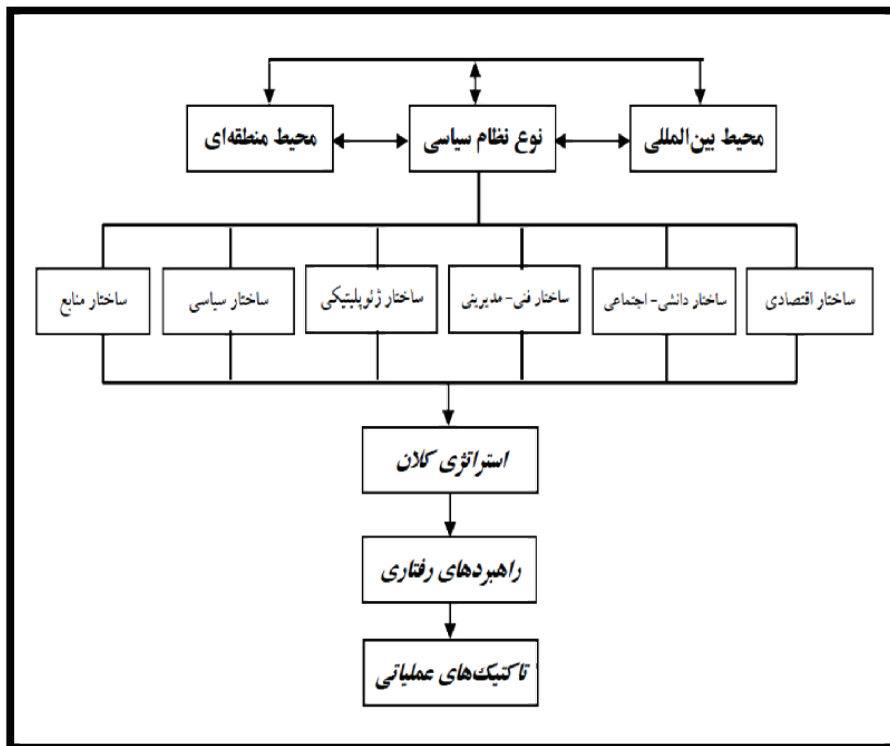 محیط بین‌المللی
نوع نظام سیاسی
محیط منطقه‌ای
ساختار اقتصادی
ساختار دانشی- اجتماعی
ساختار فنی- مدیریتی
ساختار ژئوپلیتیکی
ساختار سیاسی
ساختار منابع
استراتژی کلان
راهبردهای رفتاری
تاکتیک‌های عملیاتی